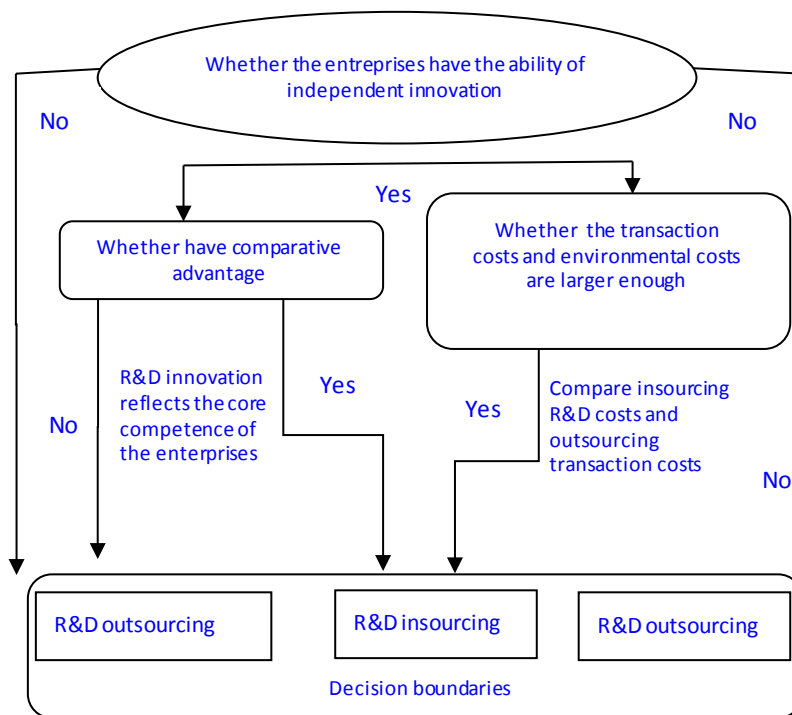 Whether the entreprises have the ability of
independent innovation
No
No
Yes
Whether have comparative
advantage
Whether the transaction
costs and environmental costs
are larger enough
R&D innovation
reflects the core
competence of
the enterprises
No
Yes
Yes
Compare insourcing
R&D costs and
outsourcing
transaction costs
No
R&D outsourcing
R&D insourcing
R&D outsourcing
Decision boundaries